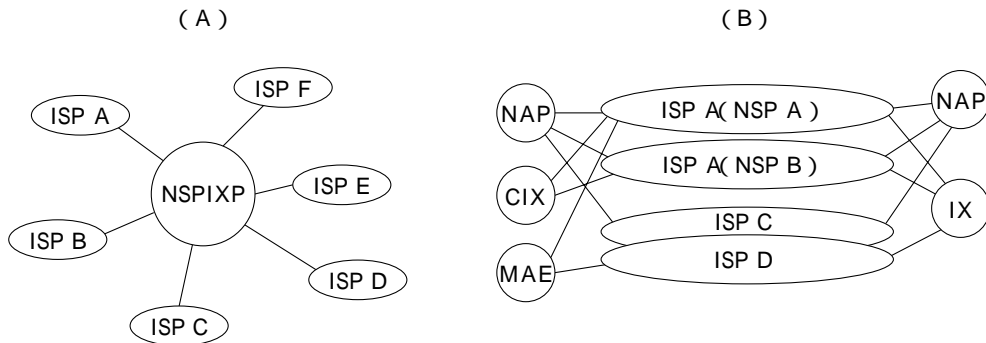 ( A )
ISP F
ISP A
NSPIXP
ISP E
ISP B
ISP D
ISP C
( B )
NAP
ISP A( NSP A )
NAP
ISP A( NSP B )
CIX
IX
ISP C
ISP D
MAE